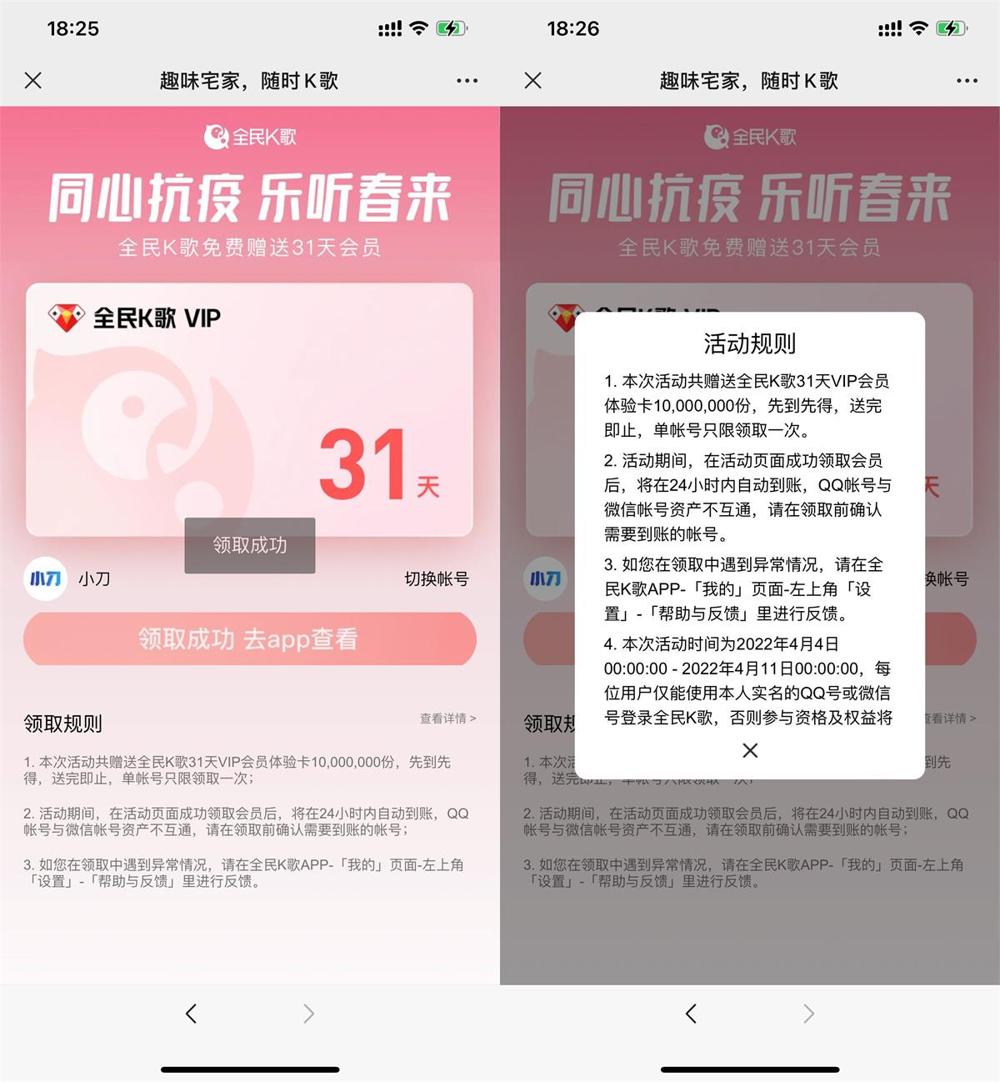 18:25
趣味宅家，随时K歌
全民K歌
同心抗疫 乐听春来
全民K歌免费赠送31天会员
全民K歌 VIP
31天
领取成功
小刀 小刀 切换帐号
领取成功 去app查看
领取规则 查看详情 >
1. 本次活动共赠送全民K歌31天VIP会员体验卡10,000,000份，先到先
得，送完即止，单帐号只限领取一次；
2. 活动期间，在活动页面成功领取会员后，将在24小时内自动到账，QQ
帐号与微信帐号资产不互通，请在领取前确认需要到账的帐号；
3. 如您在领取中遇到异常情况，请在全民K歌APP-「我的」页面-左上角
「设置」-「帮助与反馈」里进行反馈。
18:26
趣味宅家，随时K歌
全民K歌
同心抗疫 乐听春来
全民K歌免费赠送31天会员
全民K歌 VIP
活动规则
1. 本次活动共赠送全民K歌31天VIP会员
体验卡10,000,000份，先到先得，送完
即止，单帐号只限领取一次。
2. 活动期间，在活动页面成功领取会员
后，将在24小时内自动到账，QQ帐号与
微信帐号资产不互通，请在领取前确认
需要到账的帐号。
3. 如您在领取中遇到异常情况，请在全
民K歌APP-「我的」页面-左上角「设
置」-「帮助与反馈」里进行反馈。
4. 本次活动时间为2022年4月4日
00:00:00 - 2022年4月11日00:00:00，每
位用户仅能使用本人实名的QQ号或微信
号登录全民K歌，否则参与资格及权益将
天
小刀 换帐号
领取规 查看详情 >
1. 本次活 到先
得，送完即止，单帐号只限领取一次；
2. 活动期间，在活动页面成功领取会员后，将在24小时内自动到账，QQ
帐号与微信帐号资产不互通，请在领取前确认需要到账的帐号；
3. 如您在领取中遇到异常情况，请在全民K歌APP-「我的」页面-左上角
「设置」-「帮助与反馈」里进行反馈。